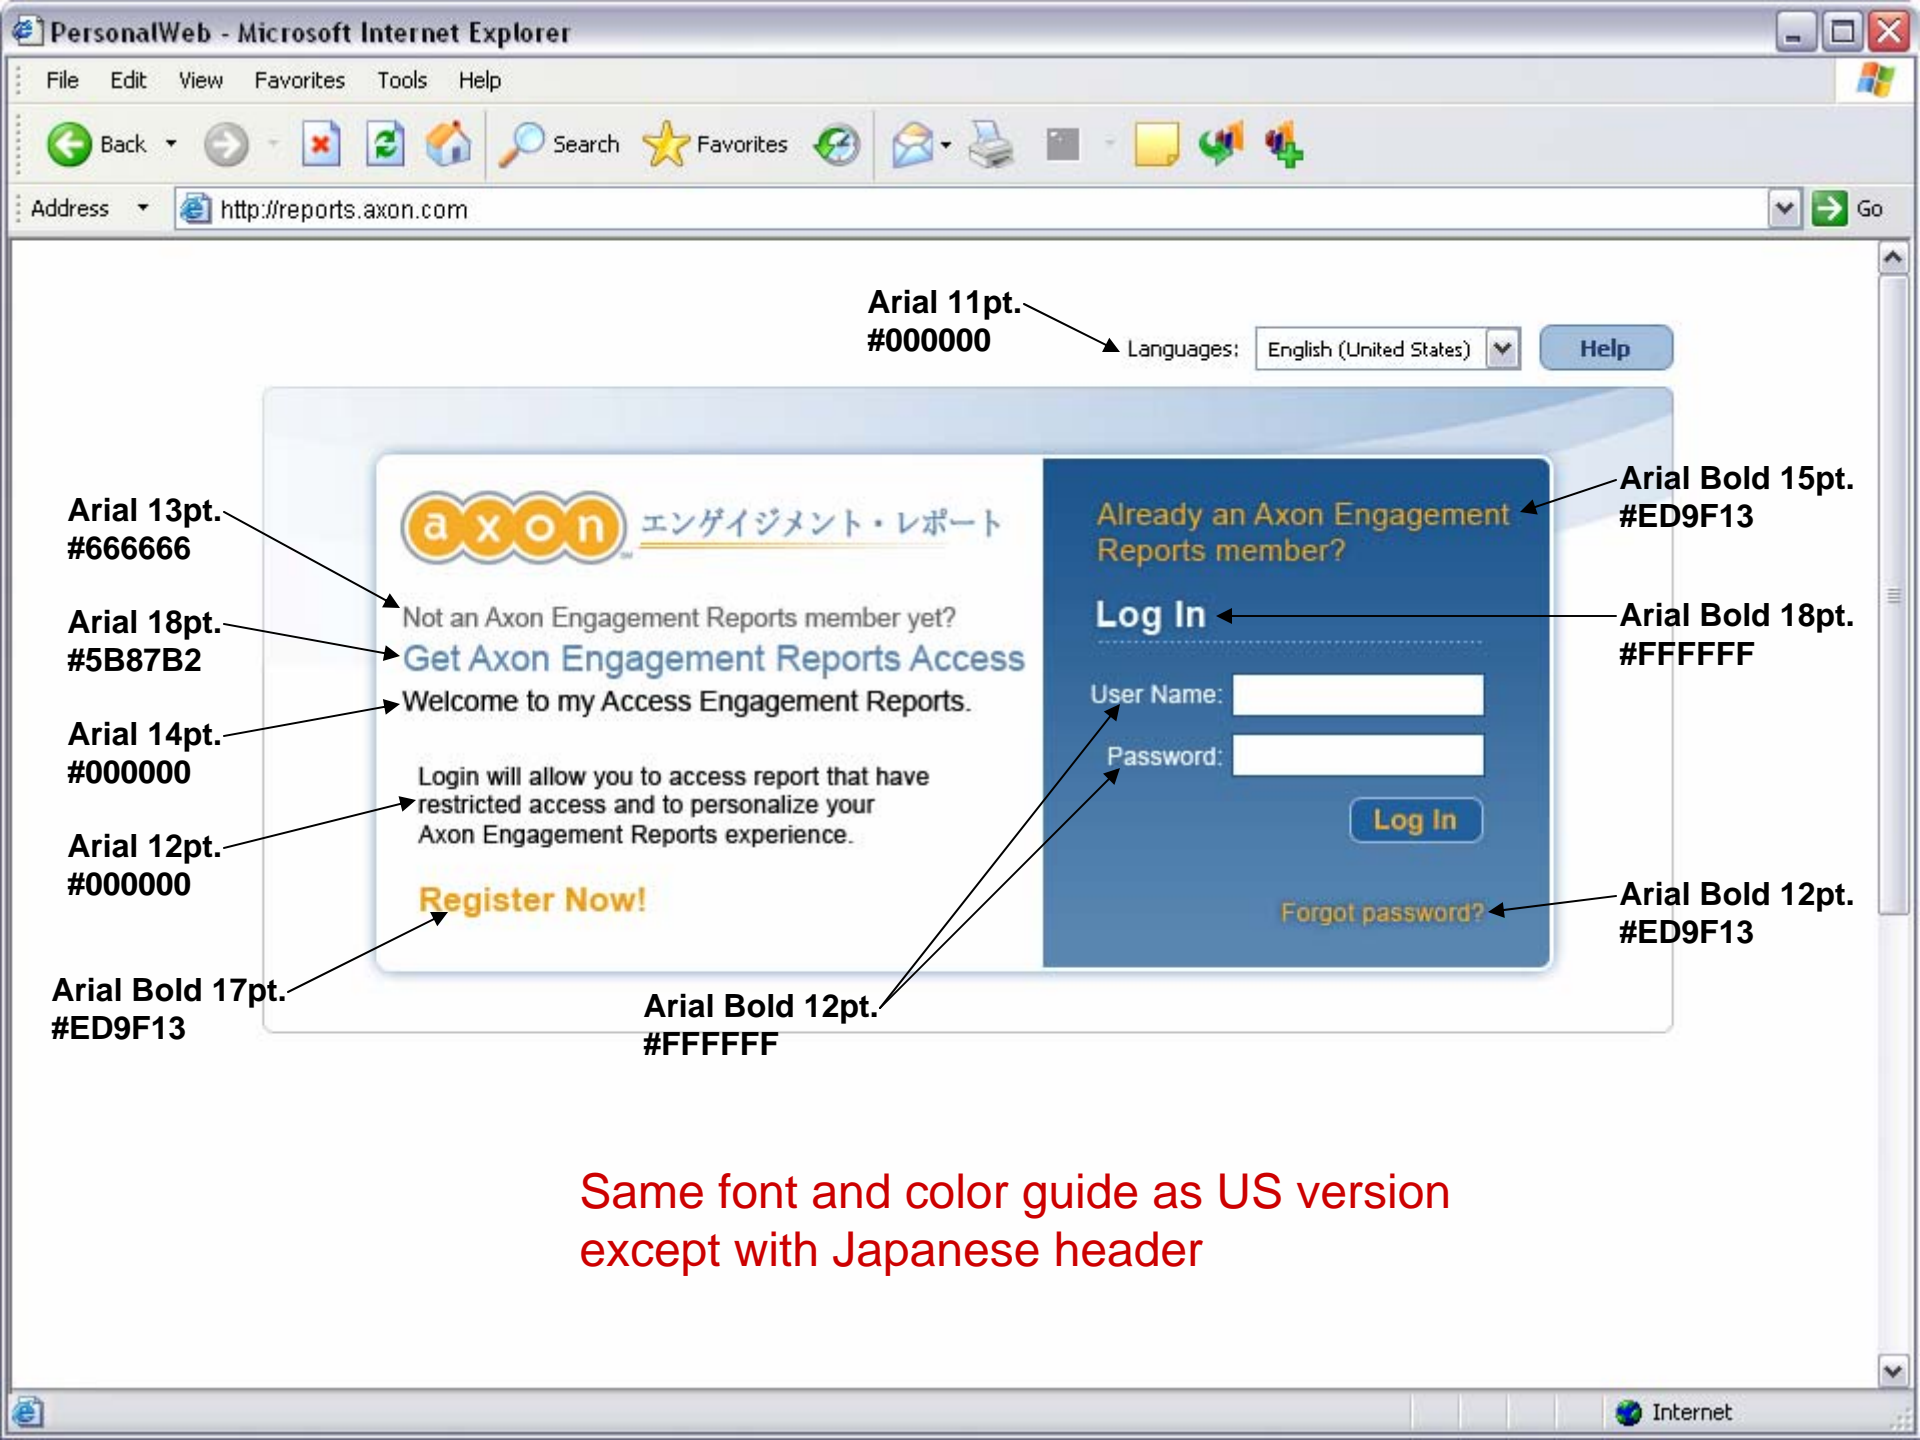 PersonalWeb - Microsoft Internet Explorer
File Edit View Favorites Tools Help
Back Search Favorites
Address http://reports.axon.com Go
Arial 11pt.
#000000
Languages: English (United States) Help
axon エンゲイジメント・レポート
Arial 13pt.
#666666
Not an Axon Engagement Reports member yet?
Arial 18pt.
#5B87B2
Get Axon Engagement Reports Access
Arial 14pt.
#000000
Welcome to my Access Engagement Reports.
Arial 12pt.
#000000
Login will allow you to access report that have
restricted access and to personalize your
Axon Engagement Reports experience.
Register Now!
Arial Bold 17pt.
#ED9F13
Already an Axon Engagement
Reports member?
Arial Bold 15pt.
#ED9F13
Log In
Arial Bold 18pt.
#FFFFFF
User Name:
Password:
Log In
Forgot password?
Arial Bold 12pt.
#ED9F13
Arial Bold 12pt.
#FFFFFF
Same font and color guide as US version
except with Japanese header
Internet